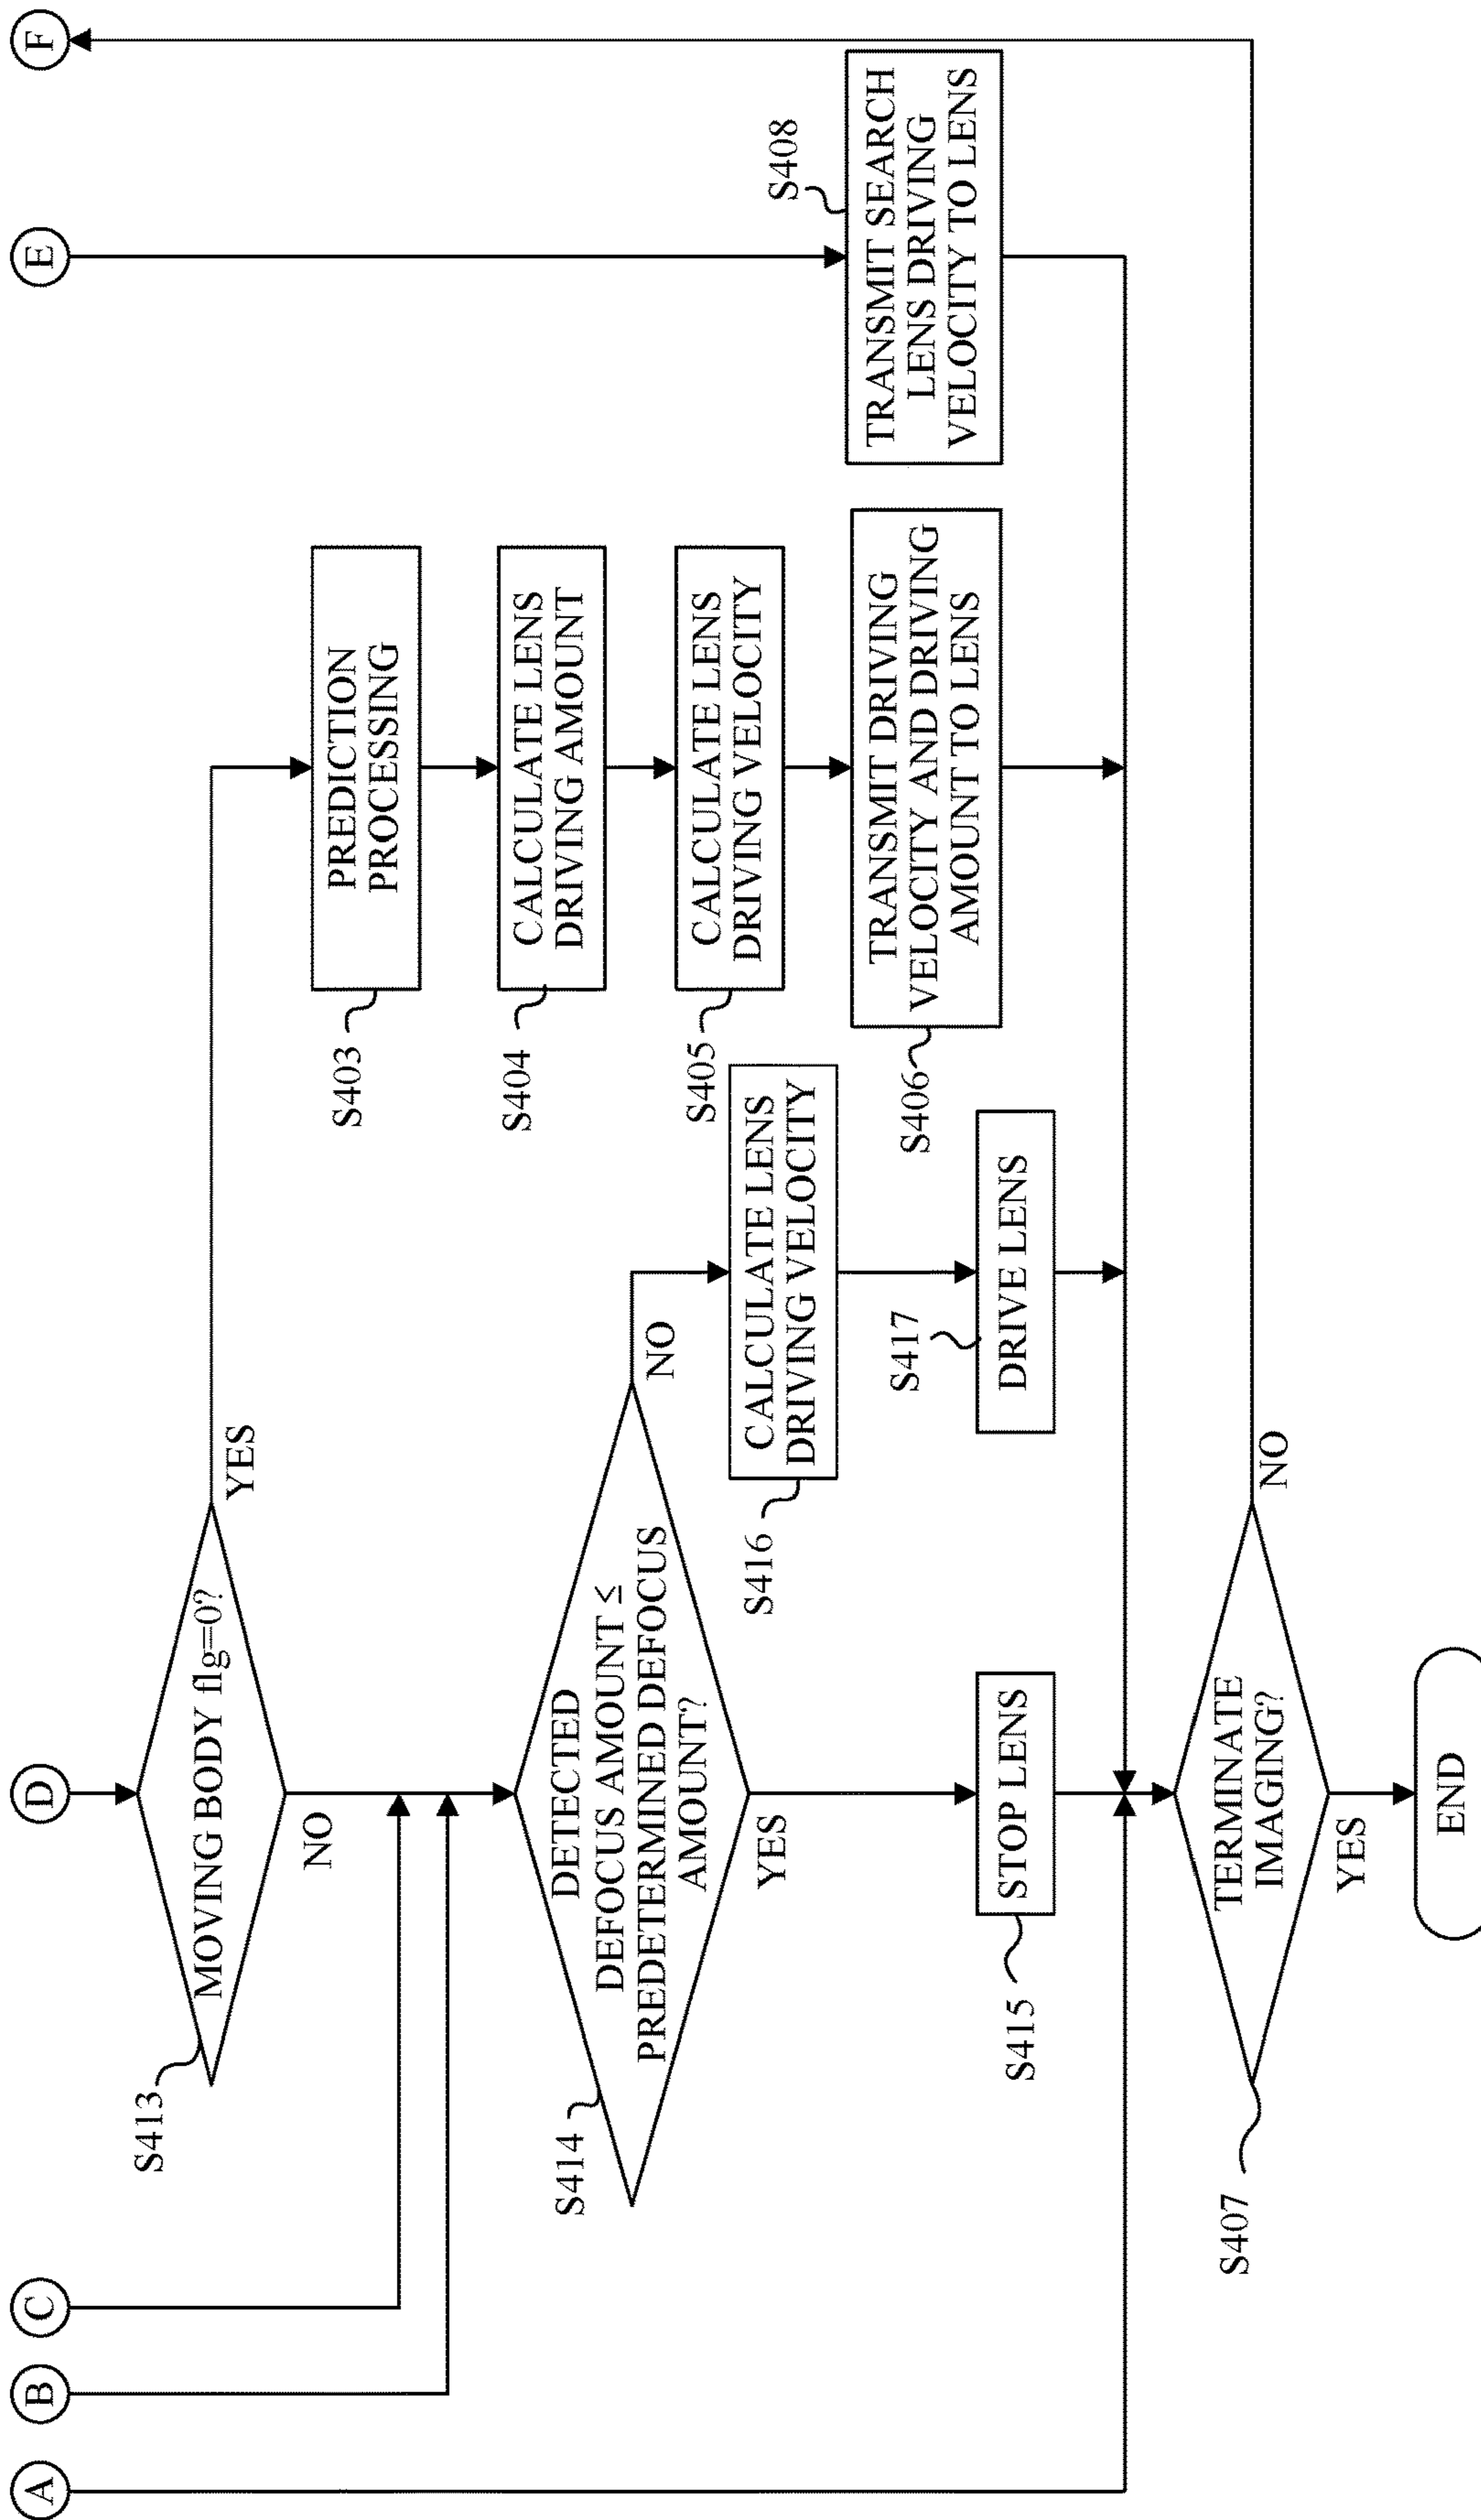 A
B
C
D
E
F
S413
MOVING BODY flg=0?
YES
NO
S403
PREDICTION
PROCESSING
S404
CALCULATE LENS
DRIVING AMOUNT
S405
CALCULATE LENS
DRIVING VELOCITY
S406
TRANSMIT DRIVING
VELOCITY AND DRIVING
AMOUNT TO LENS
S408
TRANSMIT SEARCH
LENS DRIVING
VELOCITY TO LENS
S414
DETECTED
DEFOCUS AMOUNT ≤
PREDETERMINED DEFOCUS
AMOUNT?
NO
YES
S416
CALCULATE LENS
DRIVING VELOCITY
S417
DRIVE LENS
S415
STOP LENS
S407
TERMINATE
IMAGING?
NO
YES
END